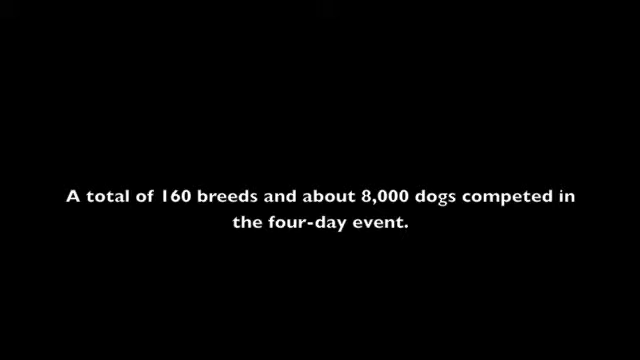 A total of 160 breeds and about 8,000 dogs competed in
the four-day event.